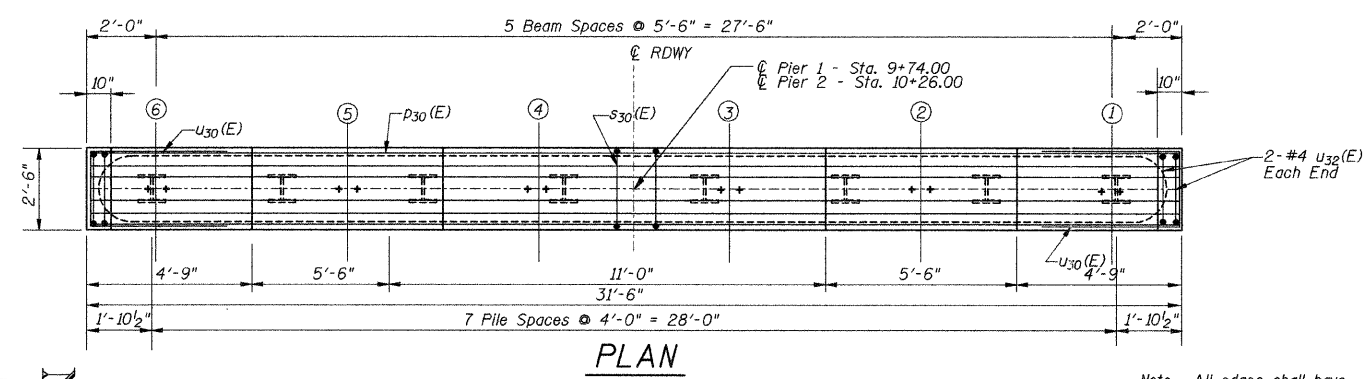 2'-0"
5 Beam Spaces @ 5'-6" = 27'-6"
2'-0"
℄ RDWY
℄ Pier 1 - Sta. 9+74.00
℄ Pier 2 - Sta. 10+26.00
10"
10"
6
5
4
3
2
1
u30(E)
p30(E)
s30(E)
2-#4 u32(E)
Each End
2'-6"
u30(E)
4'-9"
5'-6"
11'-0"
5'-6"
4'-9"
31'-6"
1'-10½"
7 Pile Spaces @ 4'-0" = 28'-0"
1'-10½"
PLAN
Note All edges shall have